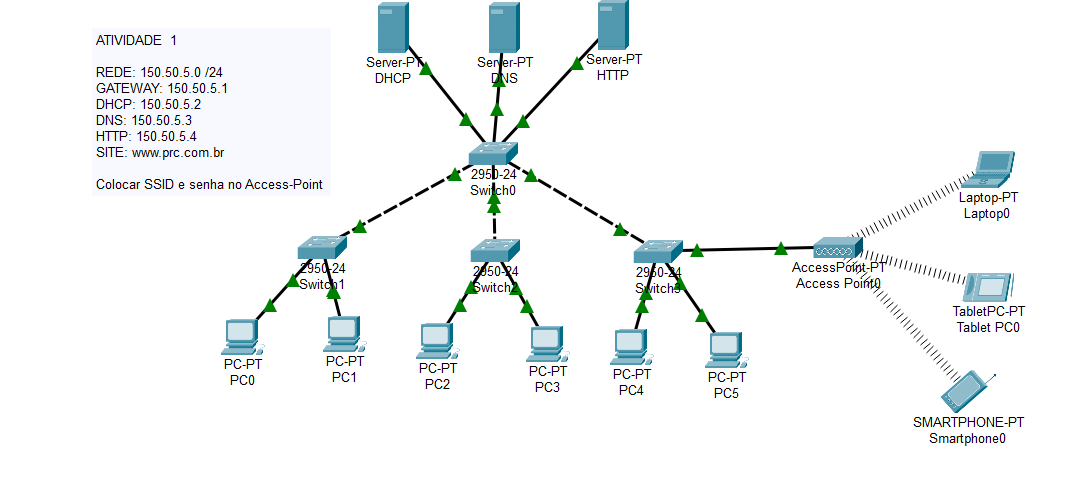 ATIVIDADE 1
REDE: 150.50.5.0 /24
GATEWAY: 150.50.5.1
DHCP: 150.50.5.2
DNS: 150.50.5.3
HTTP: 150.50.5.4
SITE: www.prc.com.br
Colocar SSID e senha no Access-Point
Server-PT
DHCP
Server-PT
DNS
Server-PT
HTTP
2950-24
Switch0
2950-24
Switch1
2950-24
Switch2
2950-24
Switch3
AccessPoint-PT
Access Point0
Laptop-PT
Laptop0
TabletPC-PT
Tablet PC0
SMARTPHONE-PT
Smartphone0
PC-PT
PC0
PC-PT
PC1
PC-PT
PC2
PC-PT
PC3
PC-PT
PC4
PC-PT
PC5